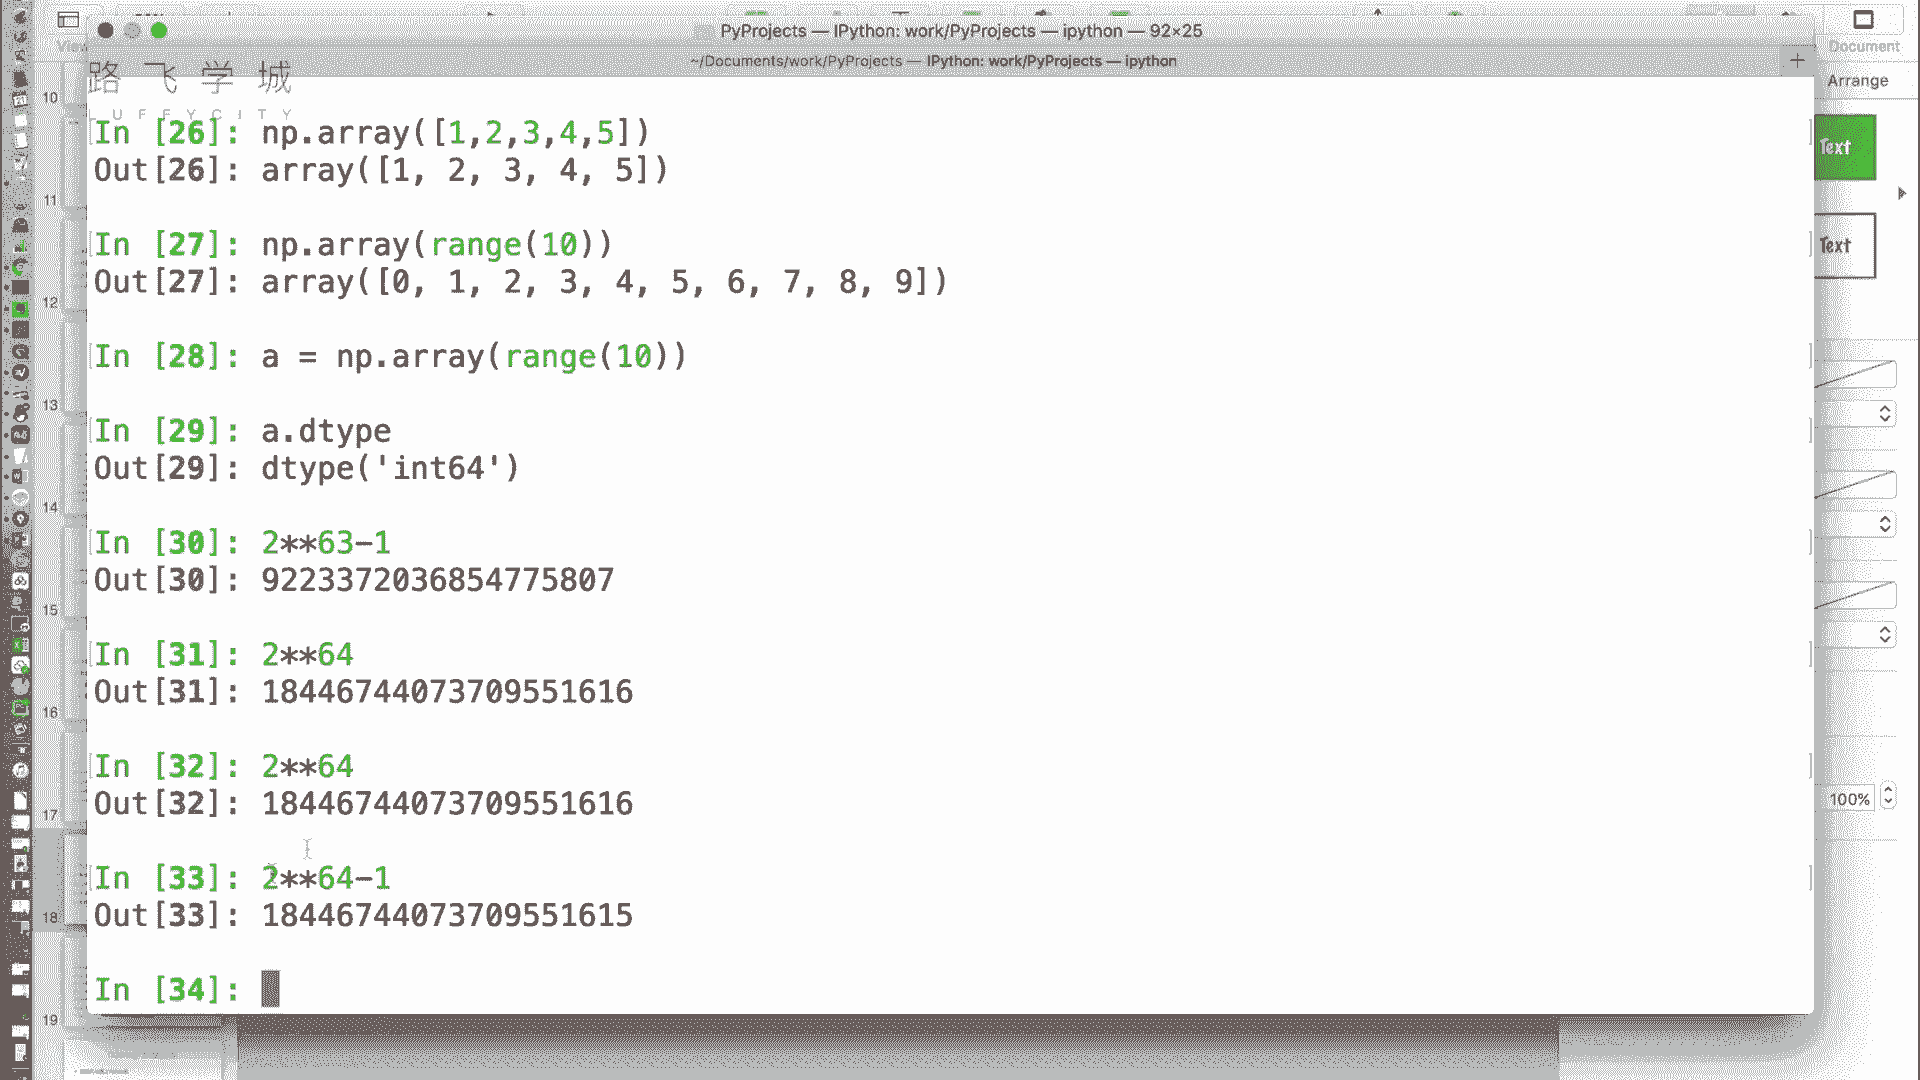 PyProjects — IPython: work/PyProjects — ipython — 92×25
Document
~/Documents/work/PyProjects — IPython: work/PyProjects — ipython
+
Arrange
路飞学城
LUFFYCITY
In [26]: np.array([1,2,3,4,5])
Out[26]: array([1, 2, 3, 4, 5])
In [27]: np.array(range(10))
Out[27]: array([0, 1, 2, 3, 4, 5, 6, 7, 8, 9])
In [28]: a = np.array(range(10))
In [29]: a.dtype
Out[29]: dtype('int64')
In [30]: 2**63-1
Out[30]: 9223372036854775807
In [31]: 2**64
Out[31]: 18446744073709551616
In [32]: 2**64
Out[32]: 18446744073709551616
In [33]: 2**64-1
Out[33]: 18446744073709551615
In [34]:
10
11
12
13
14
15
16
17
18
19
Text
Text
100%